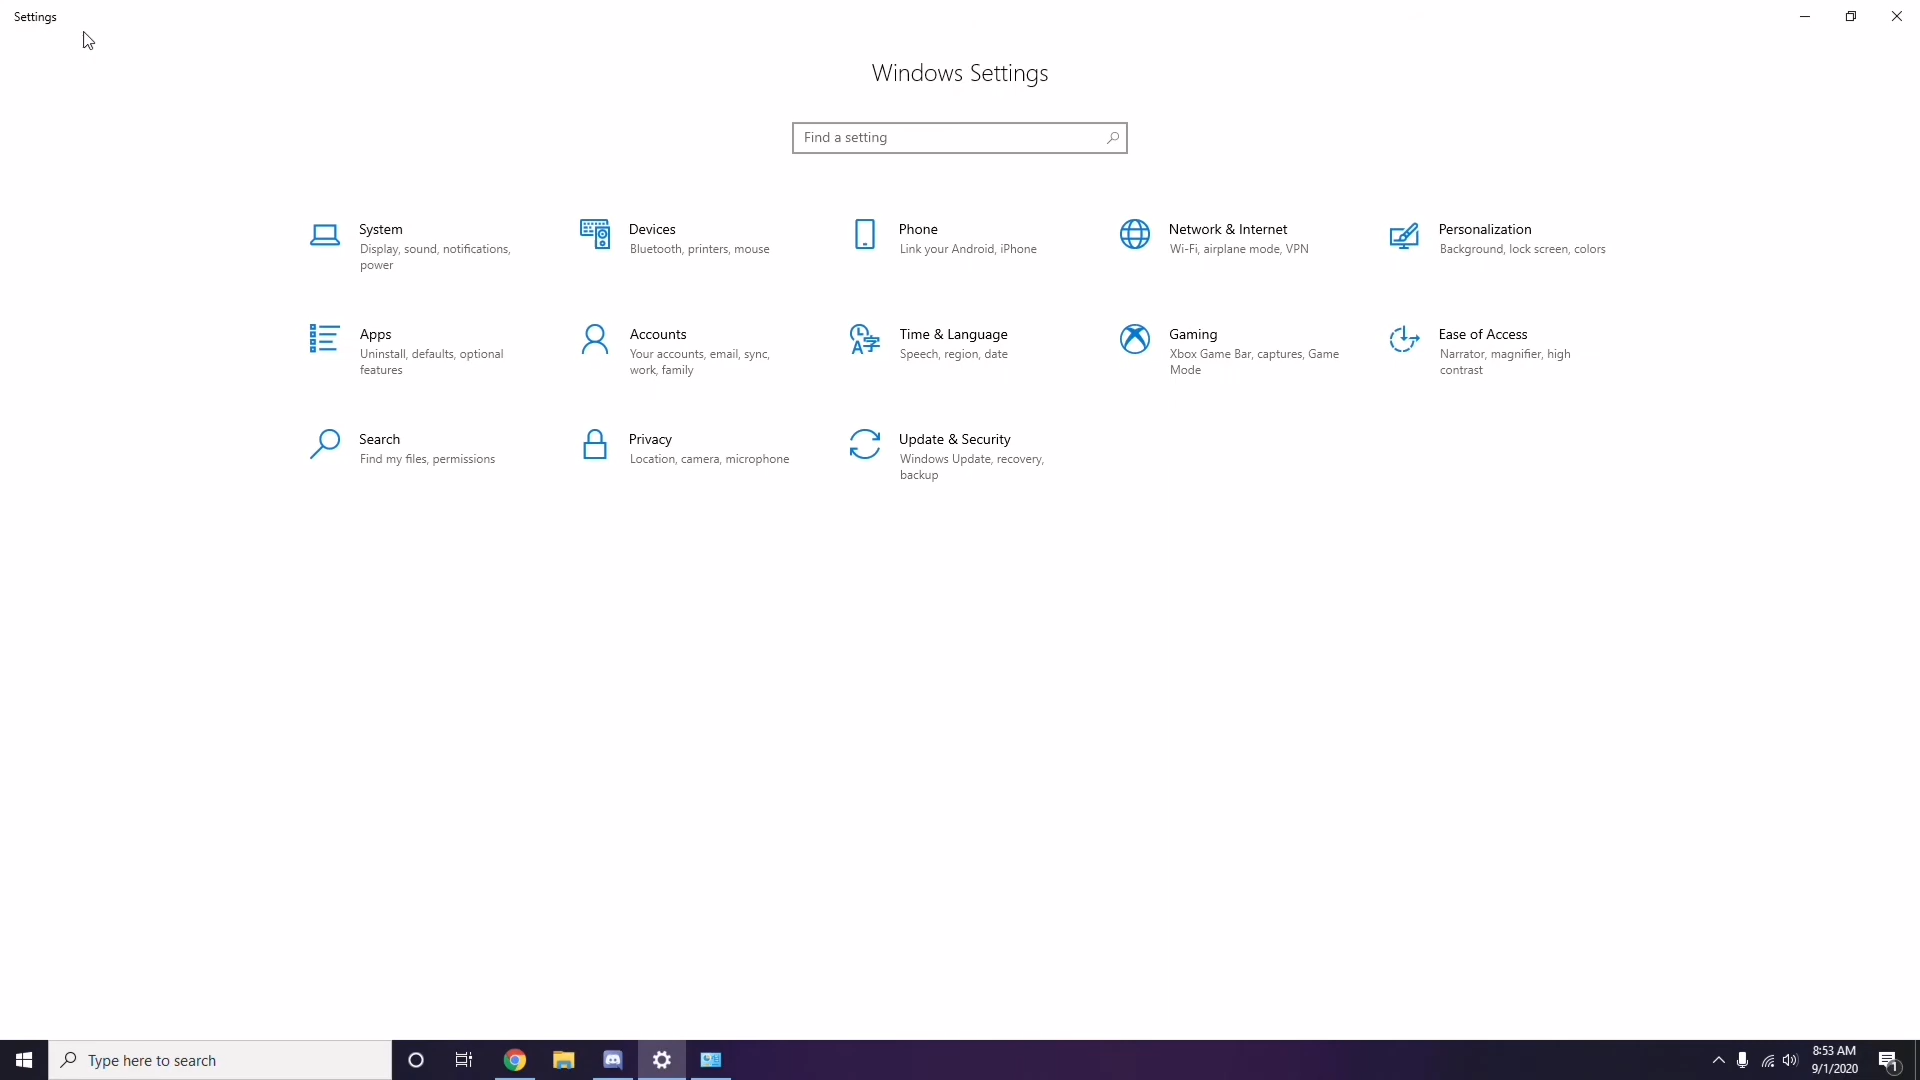 Settings
Windows Settings
Find a setting
System
Display, sound, notifications,
power
Devices
Bluetooth, printers, mouse
Phone
Link your Android, iPhone
Network & Internet
Wi-Fi, airplane mode, VPN
Personalization
Background, lock screen, colors
Apps
Uninstall, defaults, optional
features
Accounts
Your accounts, email, sync,
work, family
Time & Language
Speech, region, date
Gaming
Xbox Game Bar, captures, Game
Mode
Ease of Access
Narrator, magnifier, high
contrast
Search
Find my files, permissions
Privacy
Location, camera, microphone
Update & Security
Windows Update, recovery,
backup
Type here to search
8:53 AM
9/1/2020
1